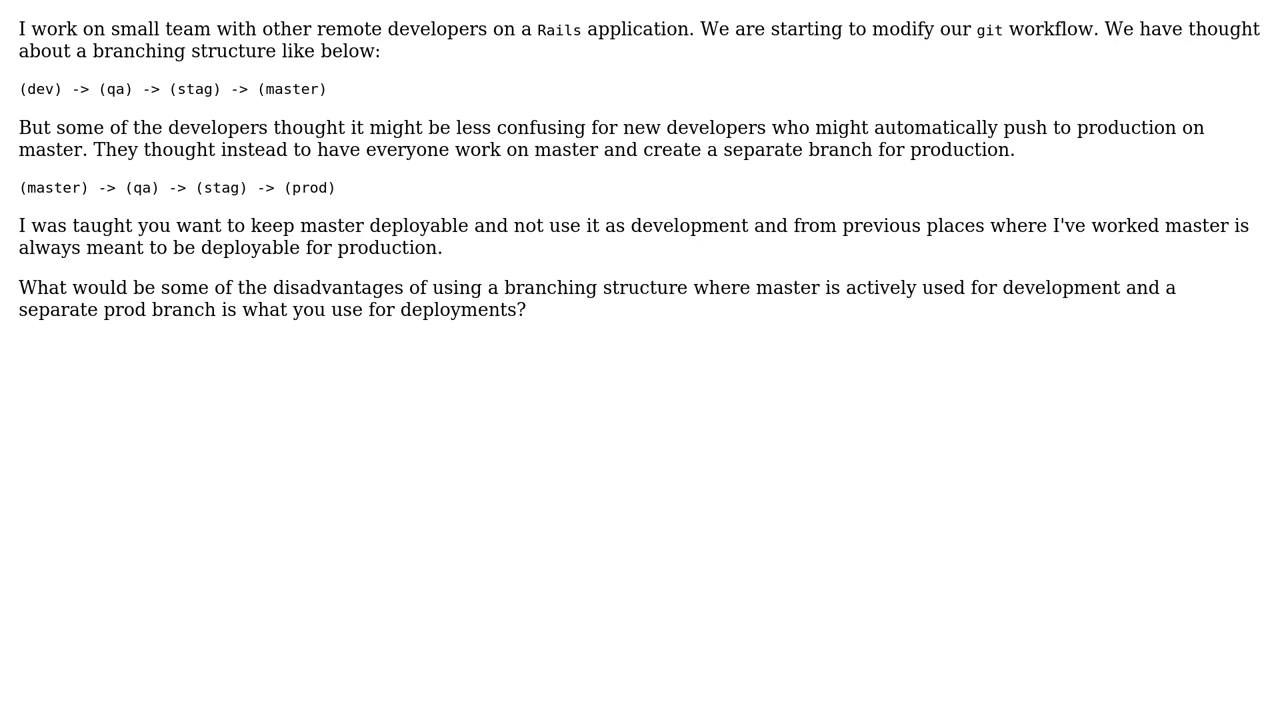 I work on small team with other remote developers on a Rails application. We are starting to modify our git workflow. We have thought
about a branching structure like below:
(dev) -> (qa) -> (stag) -> (master)
But some of the developers thought it might be less confusing for new developers who might automatically push to production on
master. They thought instead to have everyone work on master and create a separate branch for production.
(master) -> (qa) -> (stag) -> (prod)
I was taught you want to keep master deployable and not use it as development and from previous places where I've worked master is
always meant to be deployable for production.
What would be some of the disadvantages of using a branching structure where master is actively used for development and a
separate prod branch is what you use for deployments?